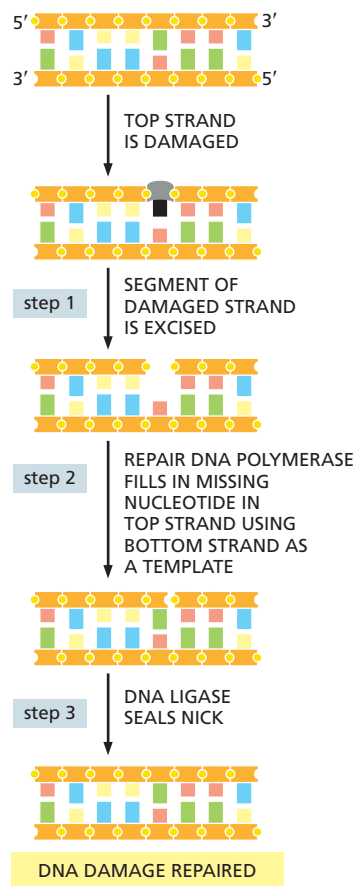 5′ 3′
3′ 5′
TOP STRAND
IS DAMAGED
step 1
SEGMENT OF
DAMAGED STRAND
IS EXCISED
step 2
REPAIR DNA POLYMERASE
FILLS IN MISSING
NUCLEOTIDE IN
TOP STRAND USING
BOTTOM STRAND AS
A TEMPLATE
step 3
DNA LIGASE
SEALS NICK
DNA DAMAGE REPAIRED